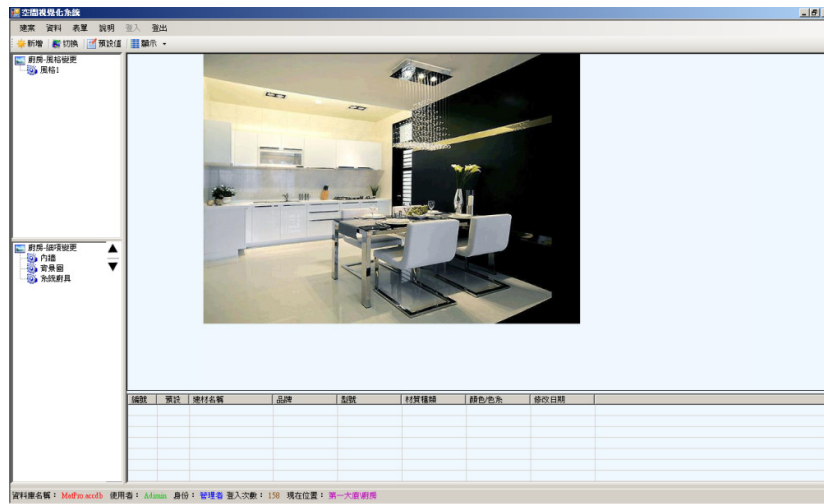 空間視覺化系統
建案 資料 表單 說明 登入 登出
新增 切換 預設值 顯示
廚房-風格變更
風格1
廚房-細項變更
內牆
背景圖
系統廚具
編號 預設 建材名稱 品牌 型號 材質種類 顏色/色系 修改日期
資料庫名稱： MatPro.accdb 使用者： Admin 身份： 管理者 登入次數： 150 現在位置： 第一大廈\廚房